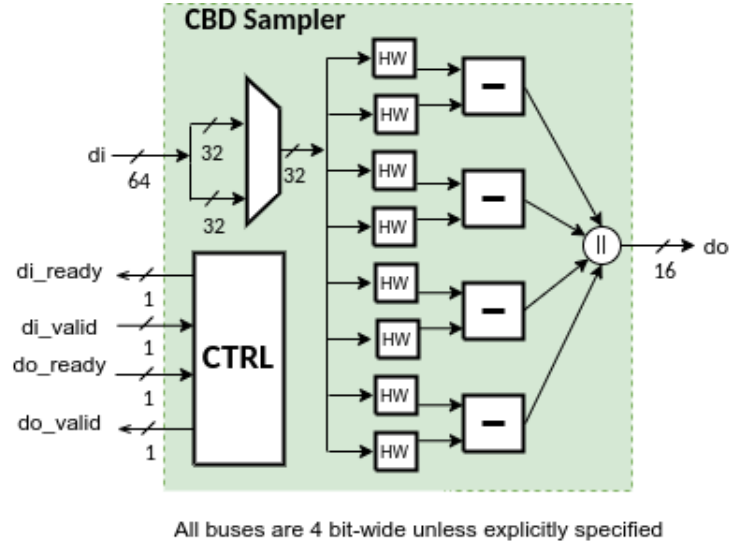 CBD Sampler
HW
HW
di
64
32
32
32
HW
HW
do
16
di_ready
1
di_valid
1
do_ready
1
do_valid
1
CTRL
HW
HW
HW
HW
−
−
−
−
||
All buses are 4 bit-wide unless explicitly specified